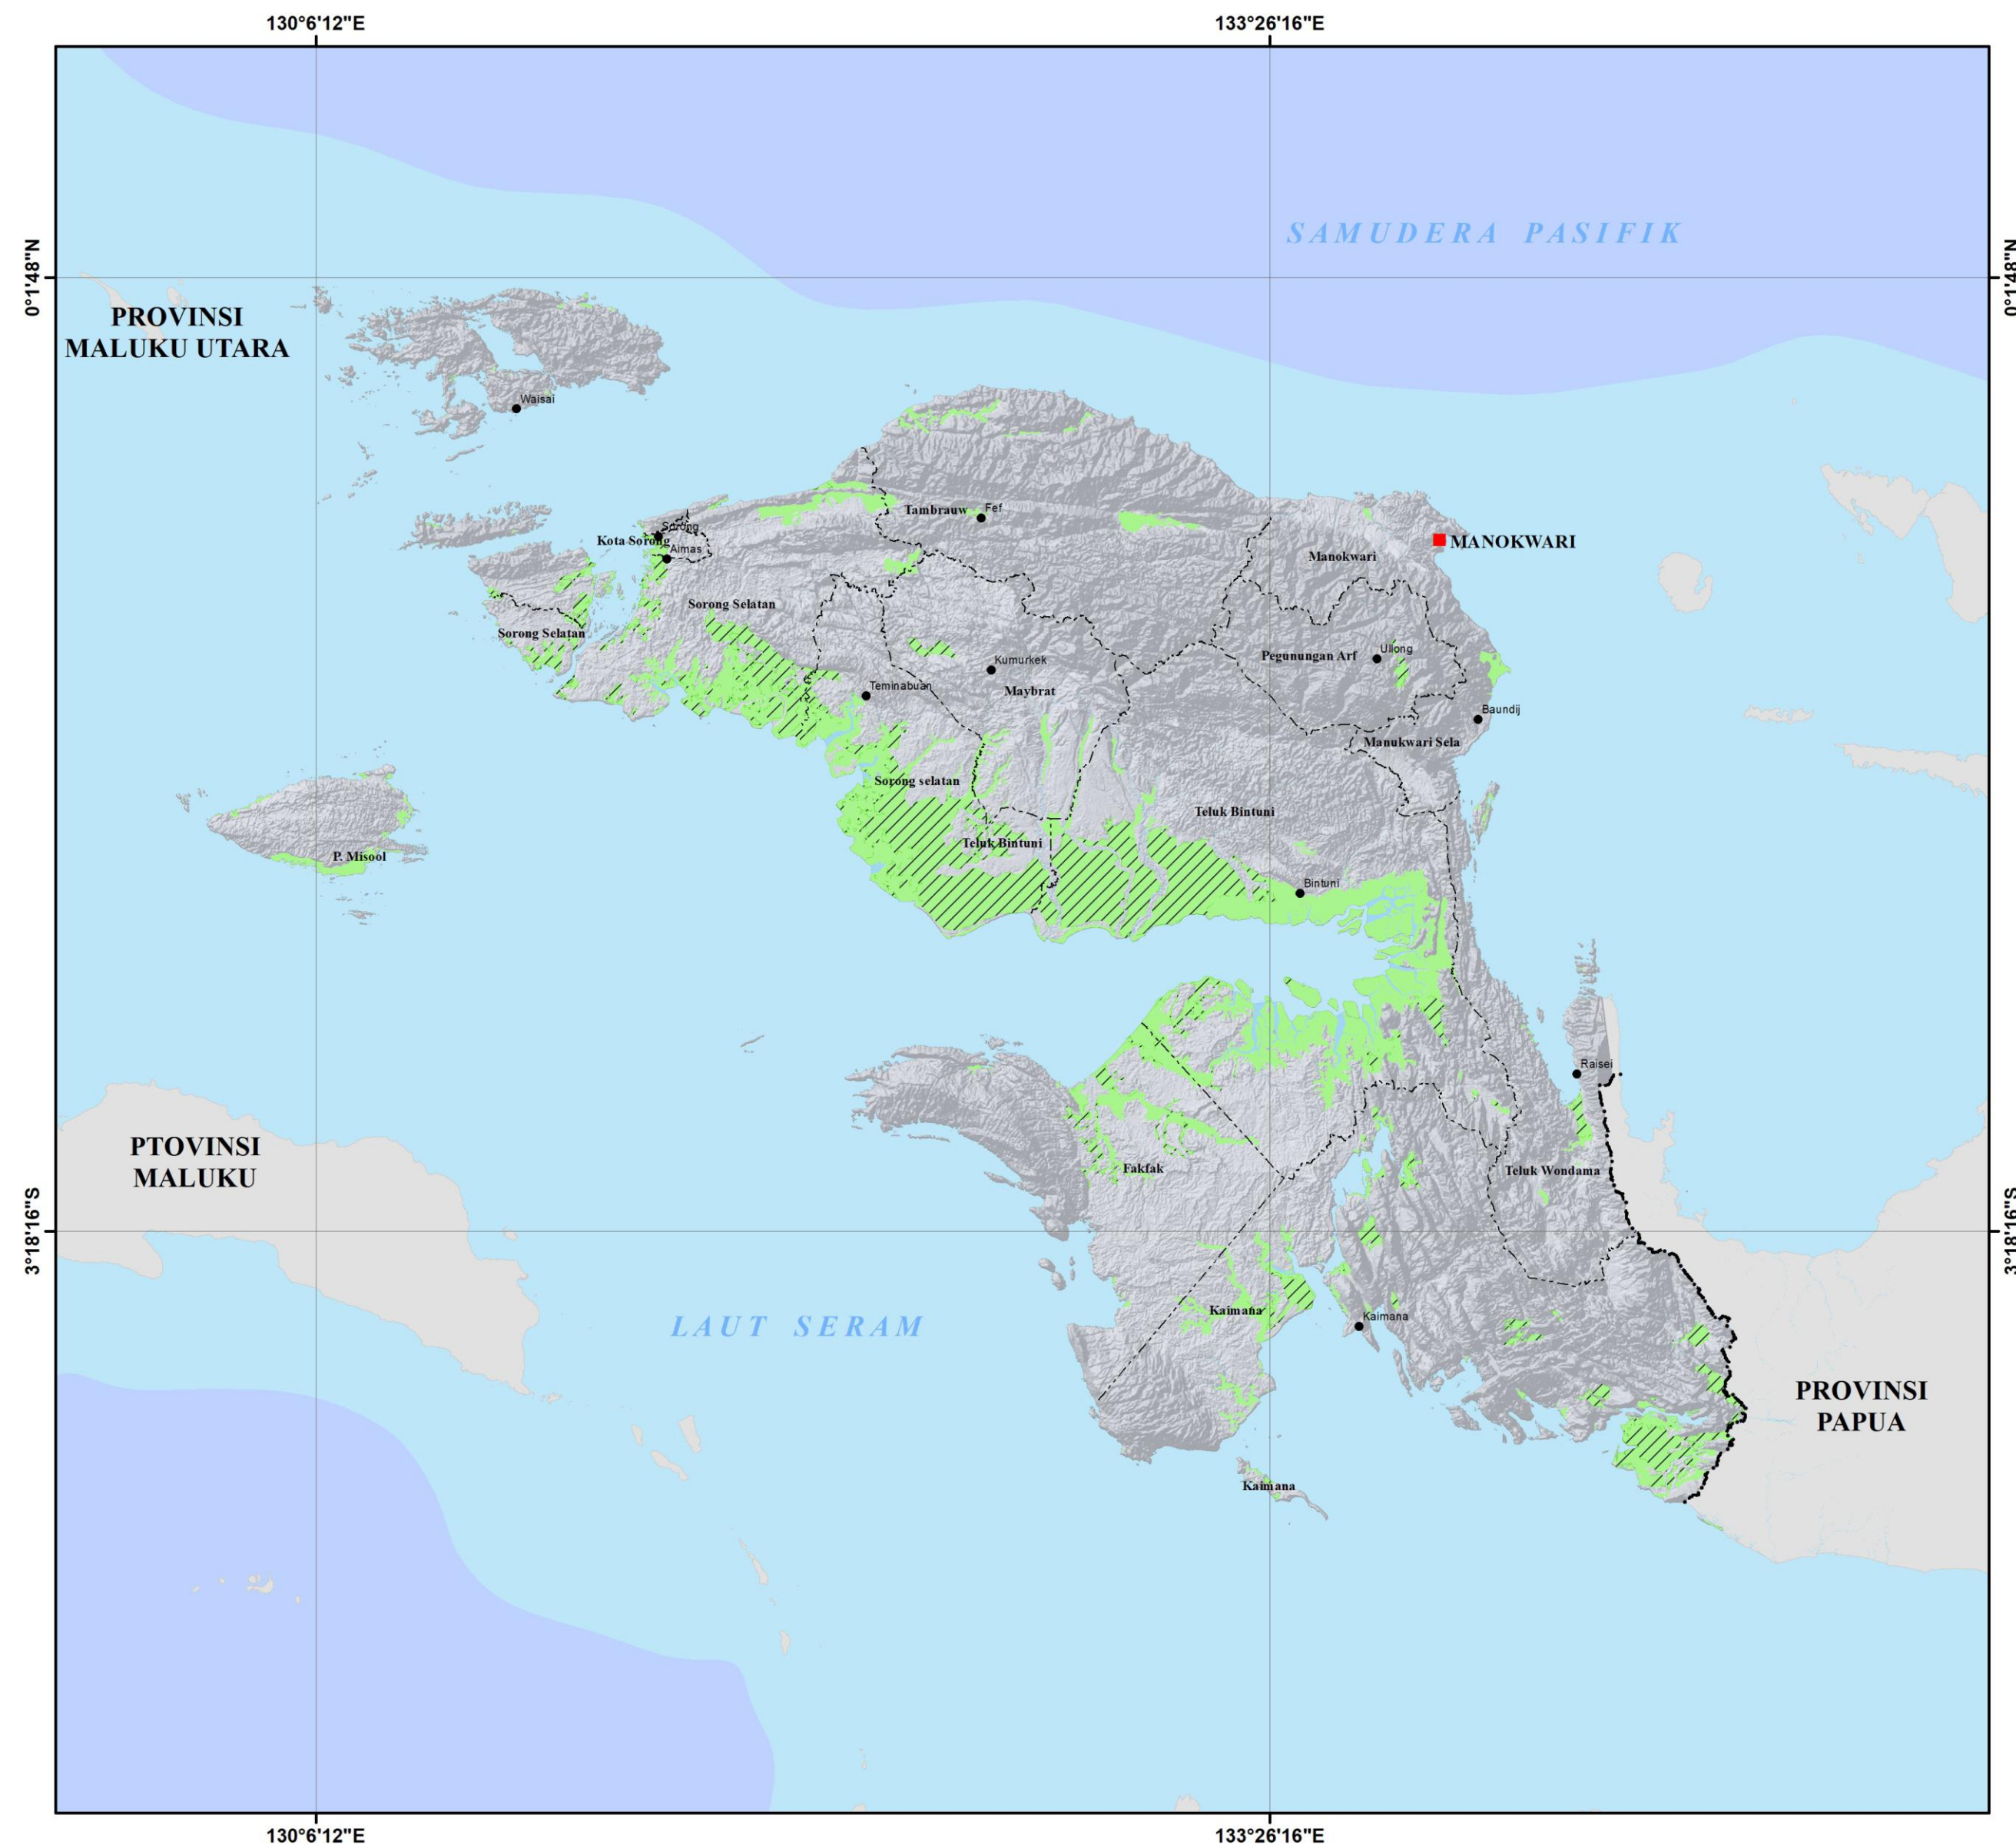 130°6'12"E
133°26'16"E
0°1'48"N
0°1'48"N
SAMUDERA PASIFIK
PROVINSI
MALUKU UTARA
Waisai
Tambrauw
Fef
Sorong
Kota Sorong
Aimas
MANOKWARI
Manokwari
Sorong Selatan
Sorong Selatan
Pegunungan Arf
Ullong
Kumurkek
Maybrat
Teminabuan
Baundij
Manukwari Sela
Sorong selatan
Teluk Bintuni
Teluk Bintuni
P. Misool
Bintuni
Raisei
PTOVINSI
MALUKU
Fakfak
Teluk Wondama
3°18'16"S
3°18'16"S
LAUT SERAM
Kaimana
Kaimana
PROVINSI
PAPUA
Kaimana
130°6'12"E
133°26'16"E